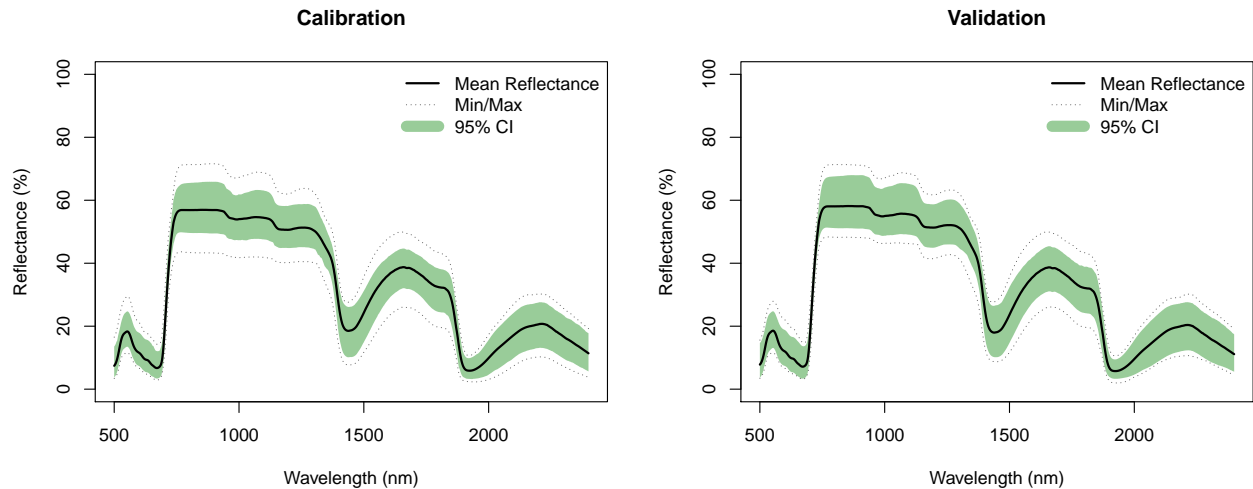 Calibration
Reflectance (%)
100
80
60
40
20
0
Mean Reflectance
Min/Max
95% CI
500 1000 1500 2000
Wavelength (nm)
Validation
Reflectance (%)
100
80
60
40
20
0
Mean Reflectance
Min/Max
95% CI
500 1000 1500 2000
Wavelength (nm)